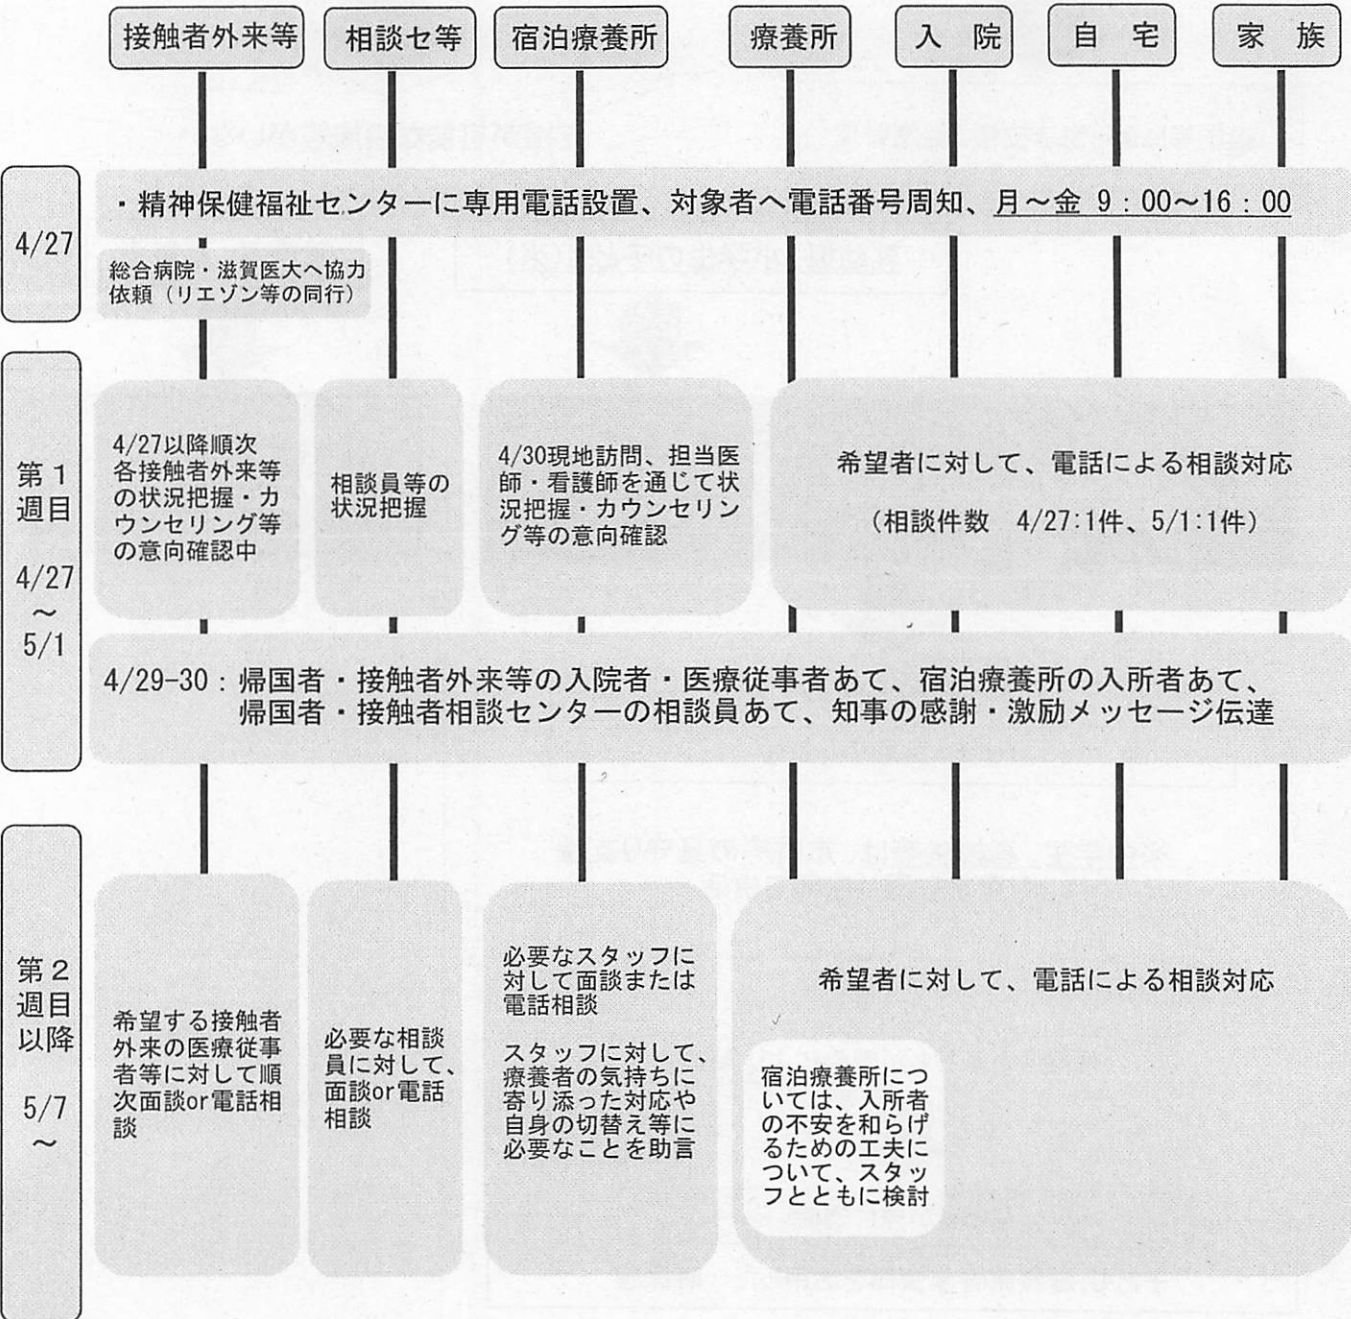 接触者外来等
相談セ等
宿泊療養所
療養所
入 院
自 宅
家 族
4/27
・精神保健福祉センターに専用電話設置、対象者へ電話番号周知、月～金 9：00～16：00
総合病院・滋賀医大へ協力
依頼（リエゾン等の同行）
第１
週目
4/27
～
5/1
4/27以降順次
各接触者外来等
の状況把握・カ
ウンセリング等
の意向確認中
相談員等の
状況把握
4/30現地訪問、担当医
師・看護師を通じて状
況把握・カウンセリン
グ等の意向確認
希望者に対して、電話による相談対応
（相談件数 4/27:1件、5/1:1件）
4/29-30：帰国者・接触者外来等の入院者・医療従事者あて、宿泊療養所の入所者あて、
帰国者・接触者相談センターの相談員あて、知事の感謝・激励メッセージ伝達
第２
週目
以降
5/7
～
希望する接触者
外来の医療従事
者等に対して順
次面談or電話相
談
必要な相談
員に対して、
面談or電話
相談
必要なスタッフに
対して面談または
電話相談
スタッフに対して、
療養者の気持ちに
寄り添った対応や
自身の切替え等に
必要なことを助言
希望者に対して、電話による相談対応
宿泊療養所につ
いては、入所者
の不安を和らげ
るための工夫に
ついて、スタッ
フとともに検討